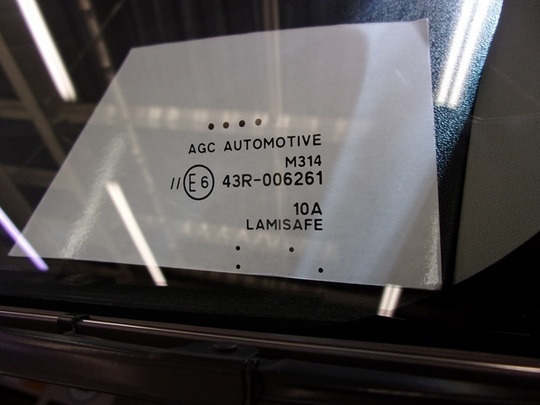 AGC AUTOMOTIVE
M314
// E6 43R-006261
10A
LAMISAFE